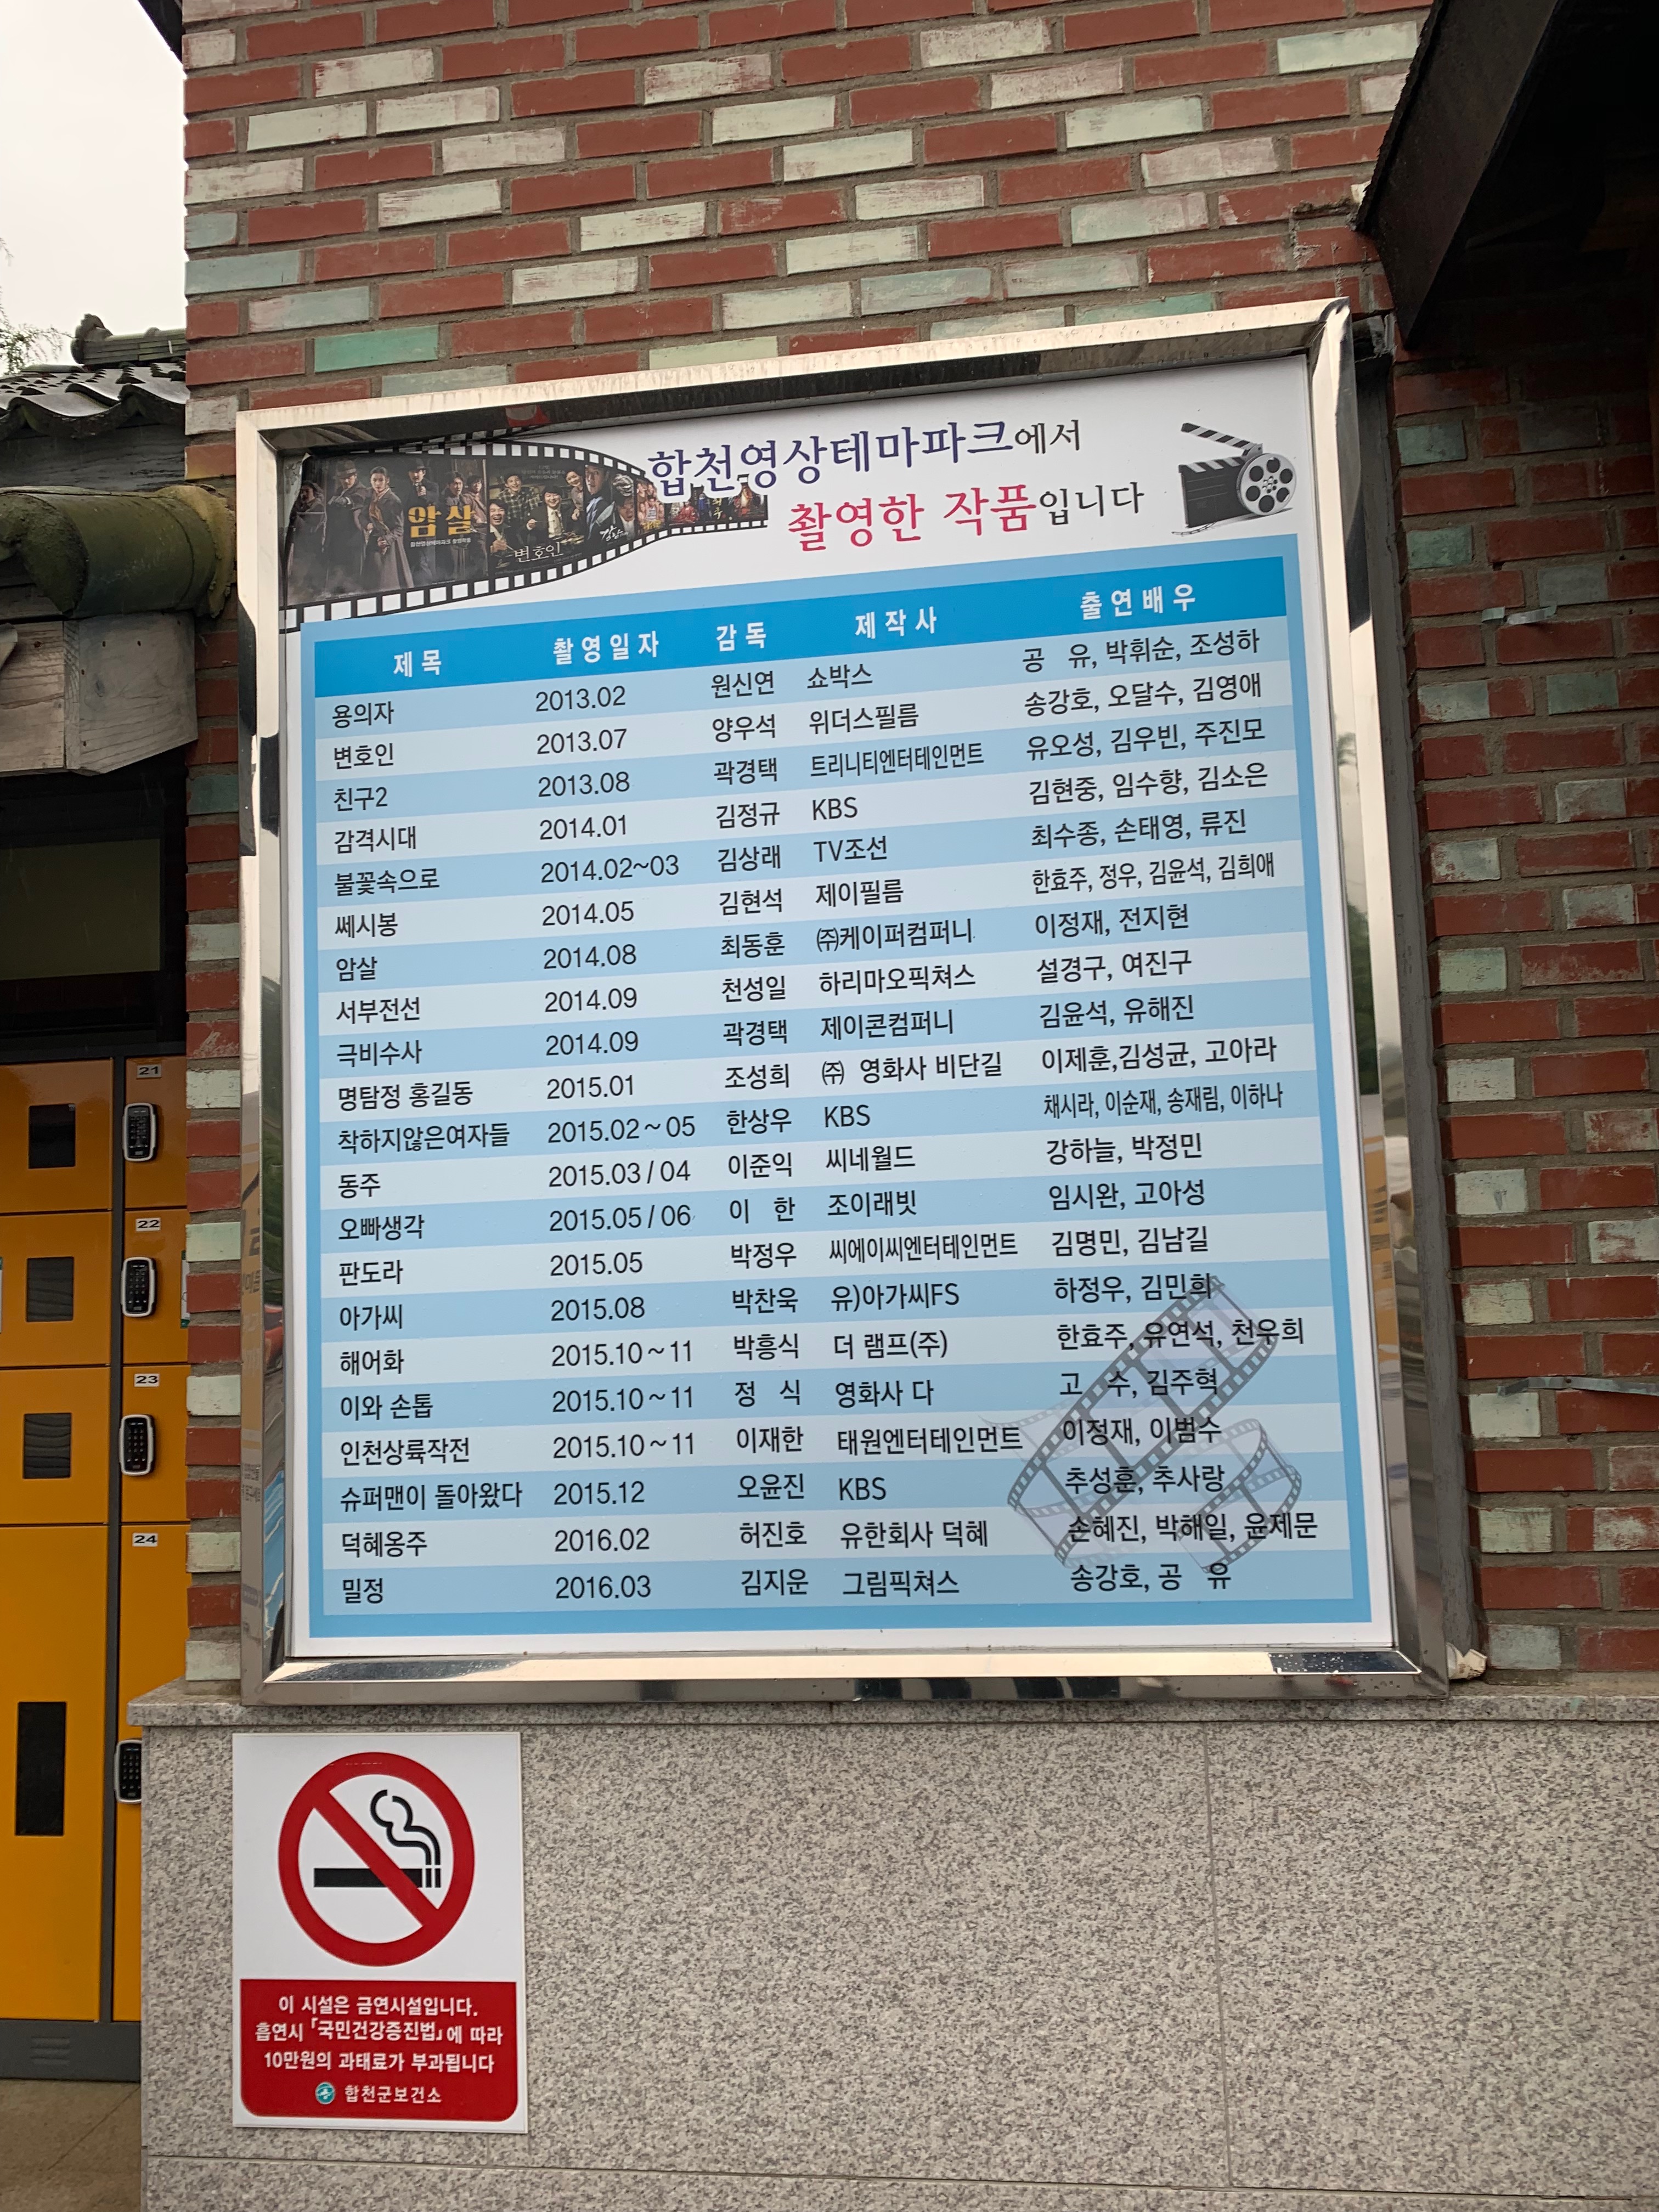 합천영상테마파크에서
촬영한 작품입니다
암살
변호인
제목 촬영일자 감독 제작사 출연배우
용의자 2013.02 원신연 쇼박스 공 유, 박휘순, 조성하
변호인 2013.07 양우석 위더스필름 송강호, 오달수, 김영애
친구2 2013.08 곽경택 트리니티엔터테인먼트 유오성, 김우빈, 주진모
감격시대 2014.01 김정규 KBS 김현중, 임수향, 김소은
불꽃속으로 2014.02~03 김상래 TV조선 최수종, 손태영, 류진
쎄시봉 2014.05 김현석 제이필름 한효주, 정우, 김윤석, 김희애
암살 2014.08 최동훈 ㈜케이퍼컴퍼니 이정재, 전지현
서부전선 2014.09 천성일 하리마오픽쳐스 설경구, 여진구
극비수사 2014.09 곽경택 제이콘컴퍼니 김윤석, 유해진
명탐정 홍길동 2015.01 조성희 ㈜ 영화사 비단길 이제훈,김성균, 고아라
착하지않은여자들 2015.02~05 한상우 KBS 채시라, 이순재, 송재림, 이하나
동주 2015.03/04 이준익 씨네월드 강하늘, 박정민
오빠생각 2015.05/06 이 한 조이래빗 임시완, 고아성
판도라 2015.05 박정우 씨에이씨엔터테인먼트 김명민, 김남길
아가씨 2015.08 박찬욱 유)아가씨FS 하정우, 김민희
해어화 2015.10~11 박흥식 더 램프(주) 한효주, 유연석, 천우희
이와 손톱 2015.10~11 정 식 영화사 다 고 수, 김주혁
인천상륙작전 2015.10~11 이재한 태원엔터테인먼트 이정재, 이범수
슈퍼맨이 돌아왔다 2015.12 오윤진 KBS 추성훈, 추사랑
덕혜옹주 2016.02 허진호 유한회사 덕혜 손혜진, 박해일, 윤제문
밀정 2016.03 김지운 그림픽쳐스 송강호, 공 유
21
22
23
24
이 시설은 금연시설입니다.
흡연시 「국민건강증진법」에 따라
10만원의 과태료가 부과됩니다
합천군보건소